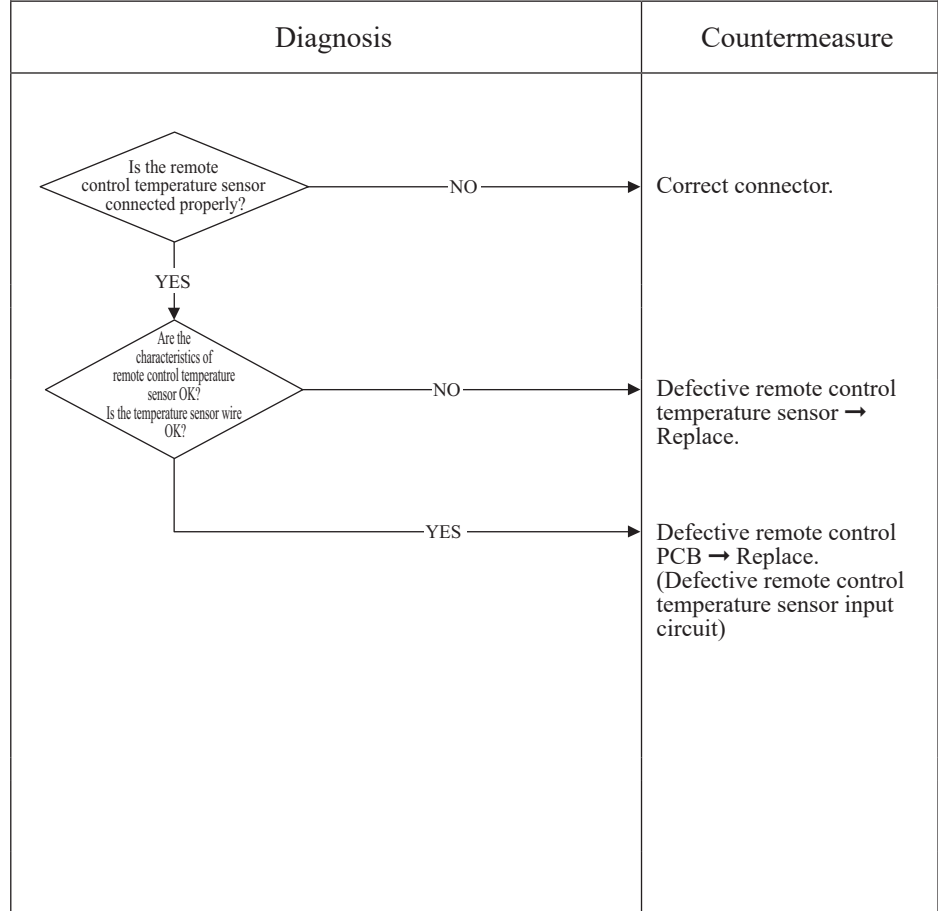 Diagnosis
Countermeasure
Is the remote
control temperature sensor
connected properly?
NO
Correct connector.
YES
Are the
characteristics of
remote control temperature
sensor OK?
Is the temperature sensor wire
OK?
NO
Defective remote control
temperature sensor ➞
Replace.
YES
Defective remote control
PCB ➞ Replace.
(Defective remote control
temperature sensor input
circuit)